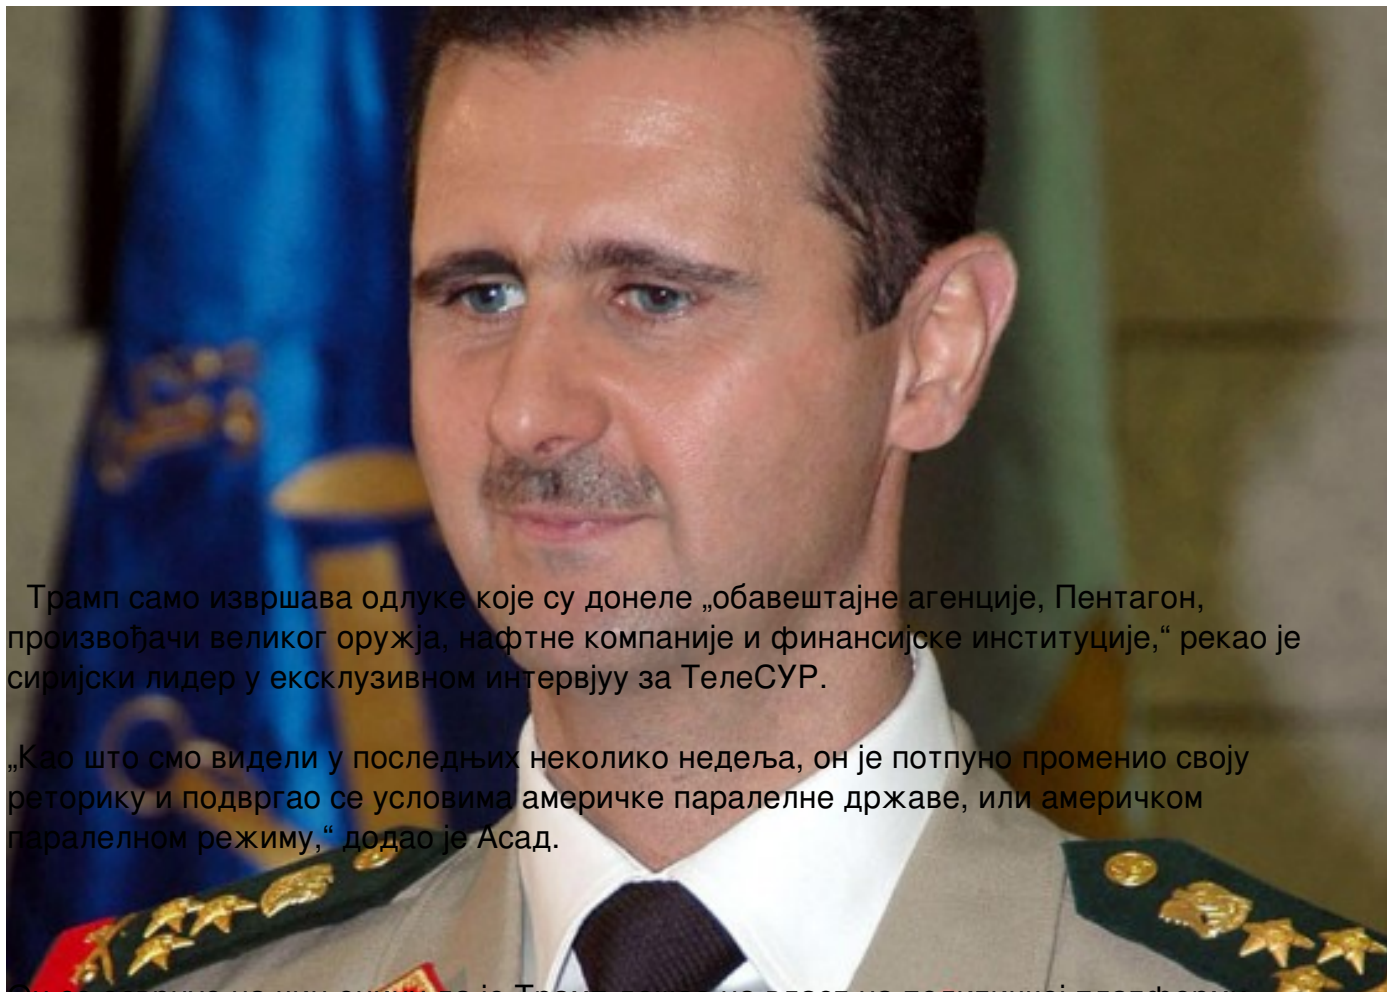 Трамп само извршава одлуке које су донеле „обавештајне агенције, Пентагон,
произвођачи великог оружја, нафтне компаније и финансијске институције,“ рекао је
сиријски лидер у ексклузивном интервјуу за ТелеСУР.
„Као што смо видели у последњих неколико недеља, он је потпуно променио своју
реторику и подвргао се условима америчке паралелне државе, или америчком
паралелном режиму,“ додао је Асад.